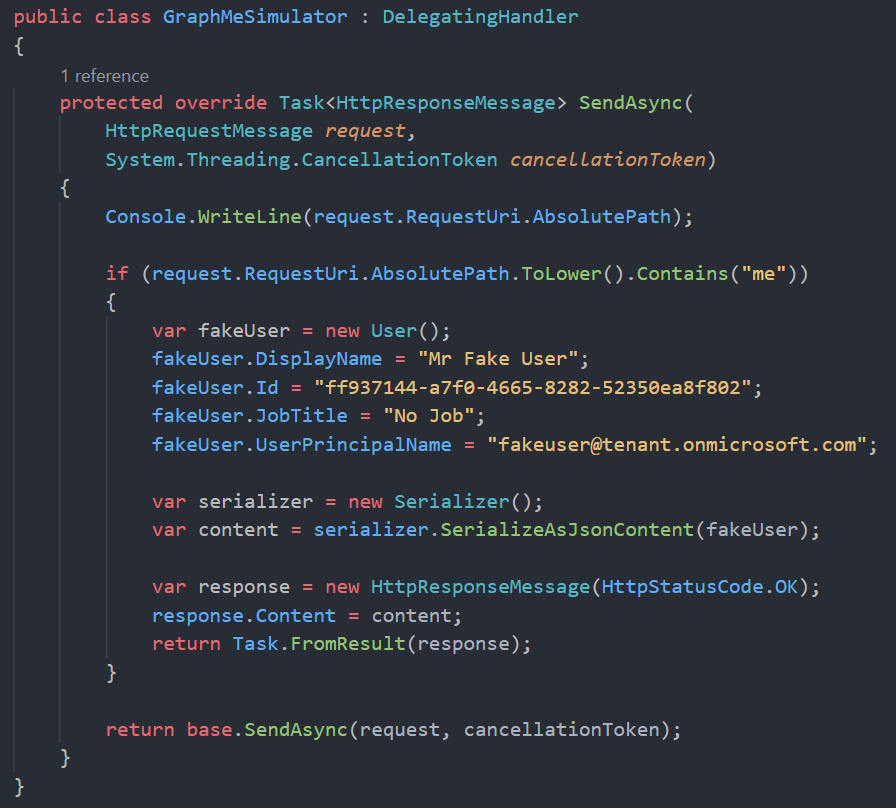 public class GraphMeSimulator : DelegatingHandler
{
1 reference
protected override Task<HttpResponseMessage> SendAsync(
HttpRequestMessage request,
System.Threading.CancellationToken cancellationToken)
{
Console.WriteLine(request.RequestUri.AbsolutePath);
if (request.RequestUri.AbsolutePath.ToLower().Contains("me"))
{
var fakeUser = new User();
fakeUser.DisplayName = "Mr Fake User";
fakeUser.Id = "ff937144-a7f0-4665-8282-52350ea8f802";
fakeUser.JobTitle = "No Job";
fakeUser.UserPrincipalName = "fakeuser@tenant.onmicrosoft.com";
var serializer = new Serializer();
var content = serializer.SerializeAsJsonContent(fakeUser);
var response = new HttpResponseMessage(HttpStatusCode.OK);
response.Content = content;
return Task.FromResult(response);
}
return base.SendAsync(request, cancellationToken);
}
}